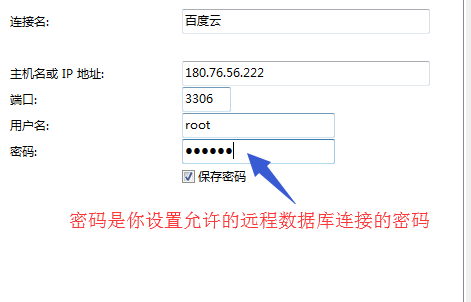 连接名: 百度云
主机名或 IP 地址: 180.76.56.222
端口: 3306
用户名: root
密码: ●●●●●●
保存密码
密码是你设置允许的远程数据库连接的密码